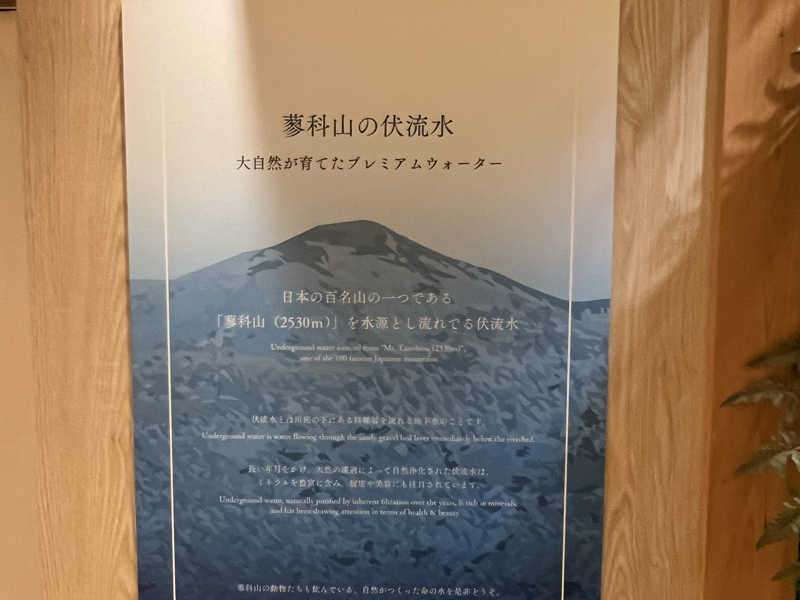 蓼科山の伏流水
大自然が育てたプレミアムウォーター
日本の百名山の一つである
「蓼科山（2530m）」を水源とし流れてる伏流水
Underground water sourced from "Mt. Tateshina (2530m)",
one of the 100 famous Japanese mountains.
伏流水とは川底の下にある砂礫層を流れる地下水のことです。
Underground water is water flowing through the sandy gravel bed layer immediately below the riverbed.
長い年月をかけ、天然の濾過によって自然浄化された伏流水は、
ミネラルを豊富に含み、健康や美容にも注目されています。
Underground water, naturally purified by inherent filtration over the years, is rich in minerals,
and has been drawing attention in terms of health & beauty.
蓼科山の動物たちも飲んでいる、自然がつくった命の水を是非どうぞ。